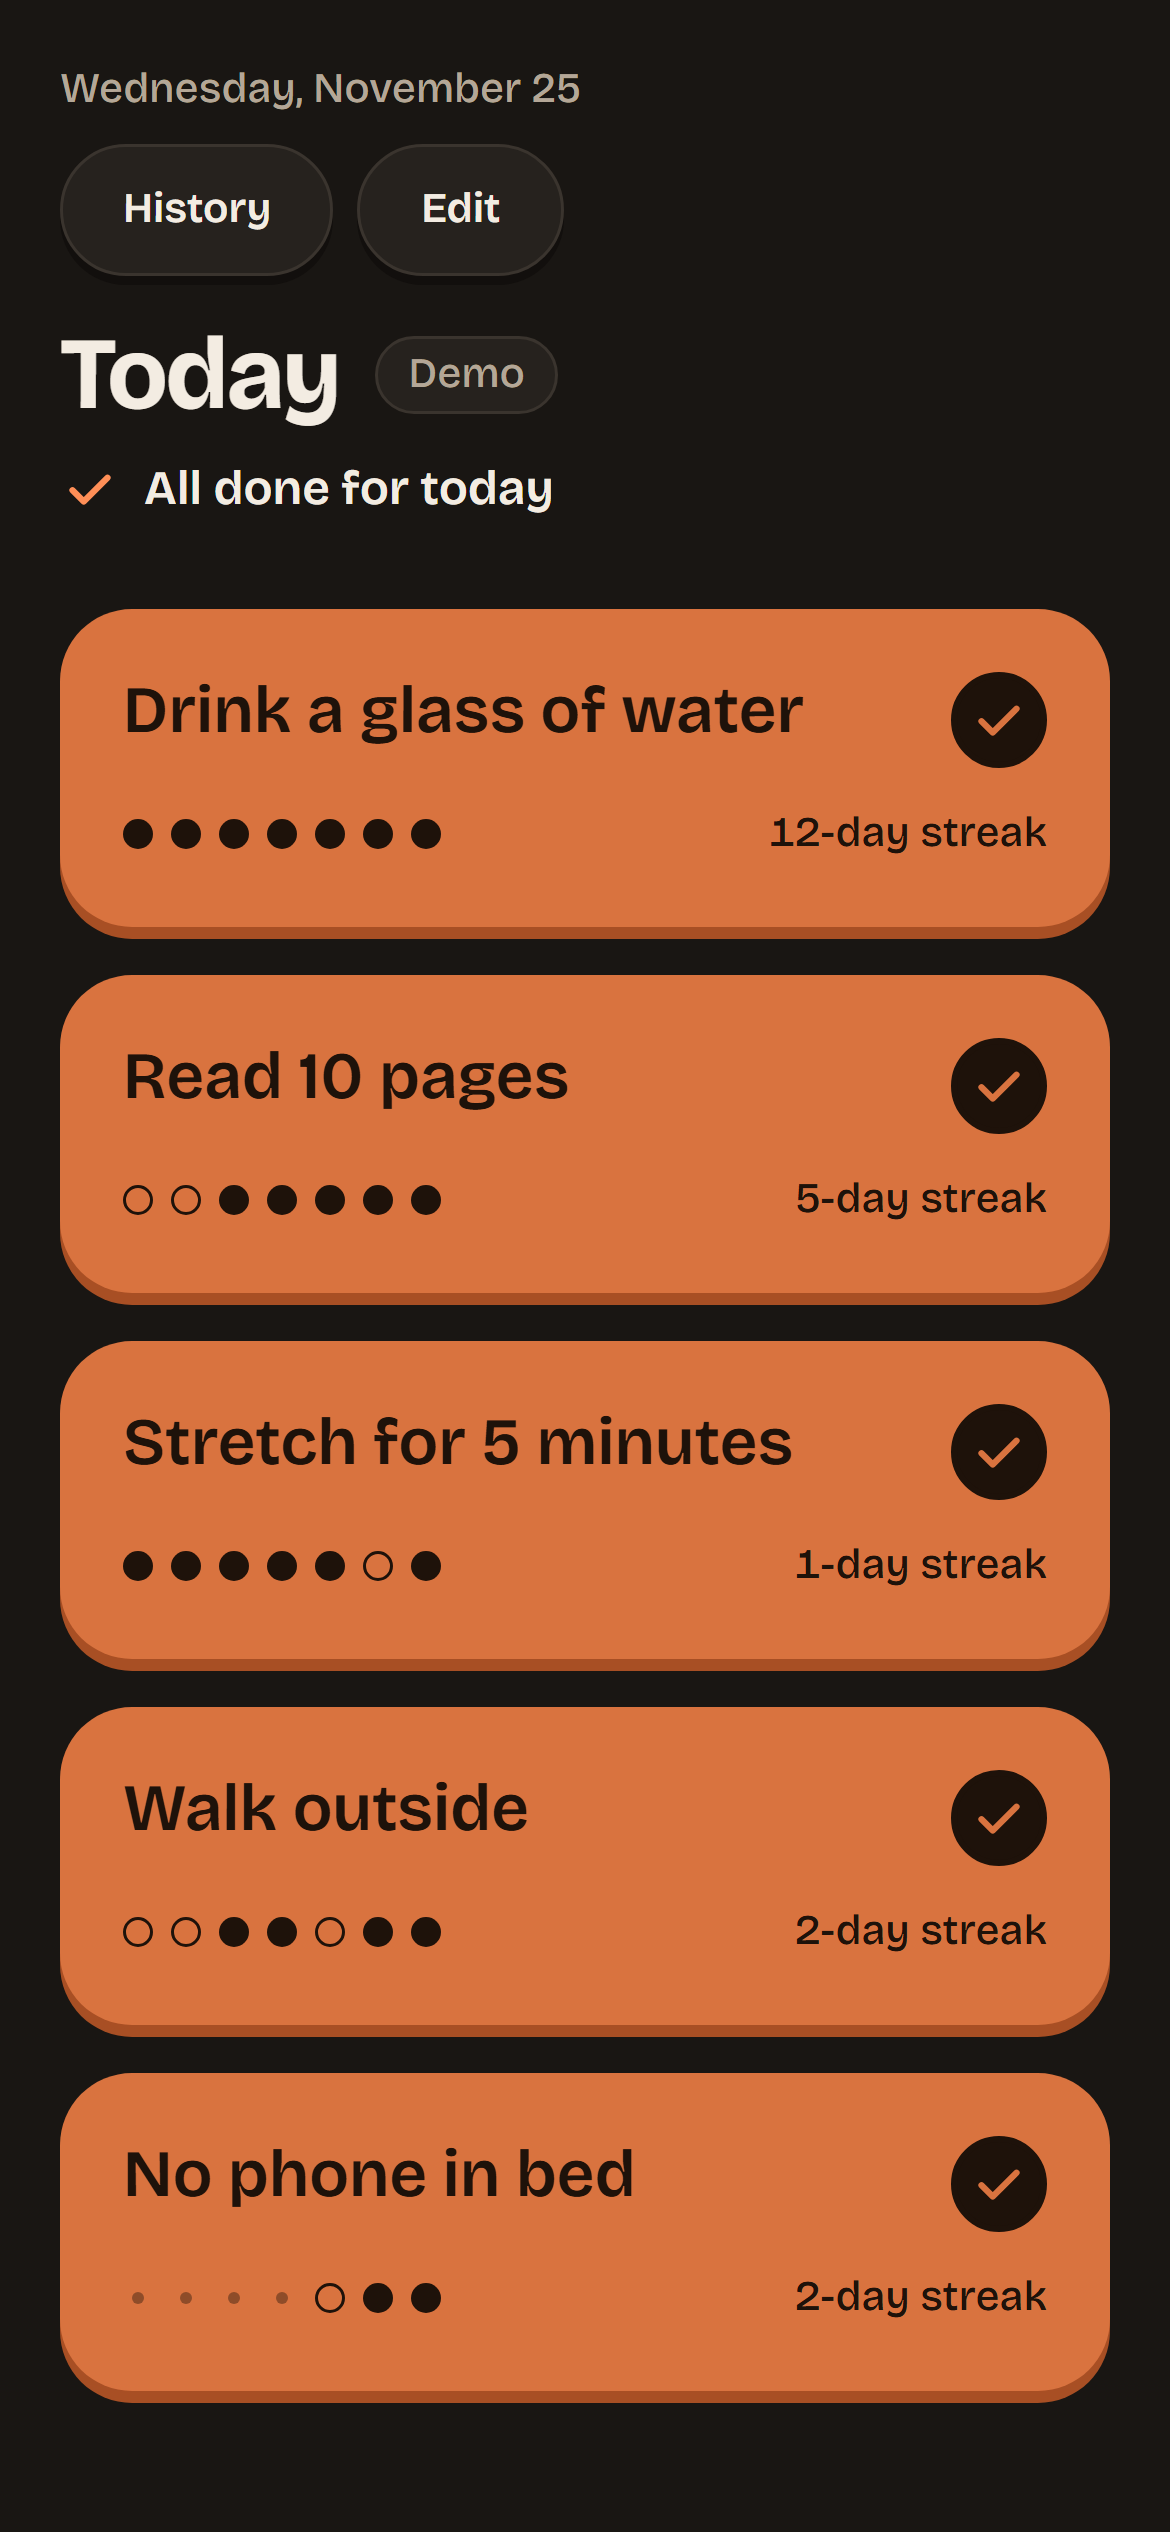 Wednesday, November 25
History
Edit
Today
Demo
All done for today
Drink a glass of water
12-day streak
Read 10 pages
5-day streak
Stretch for 5 minutes
1-day streak
Walk outside
2-day streak
No phone in bed
2-day streak